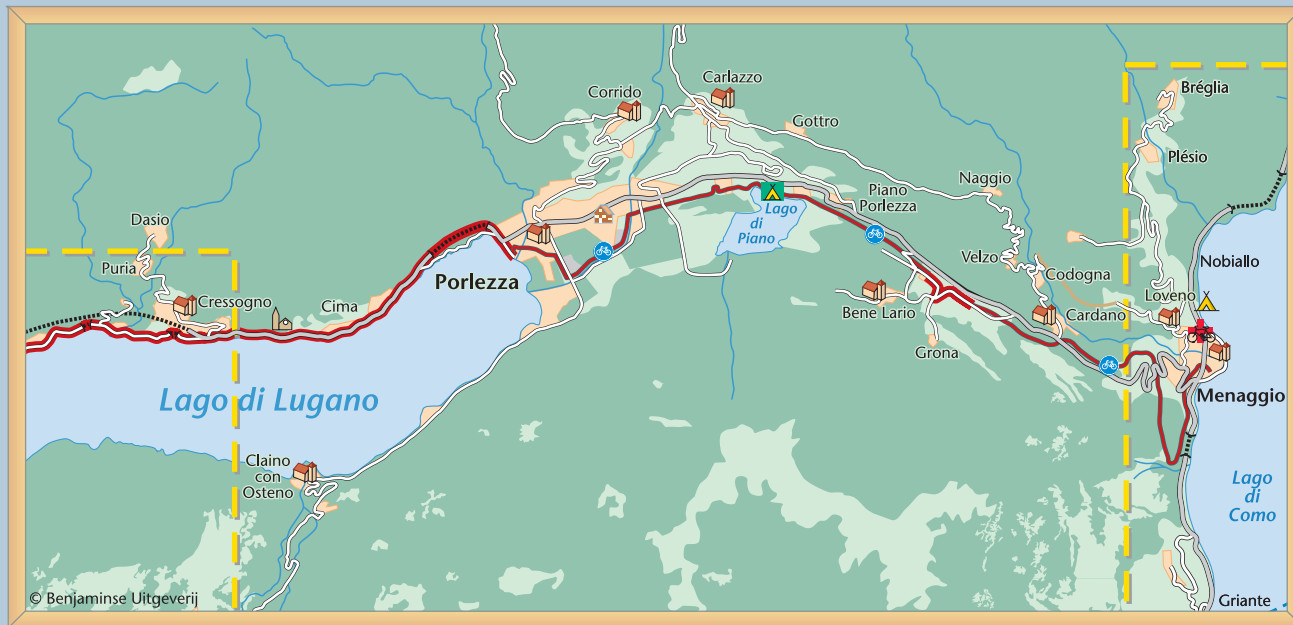 Bréglia
Carlazzo
Corrido
Gottro
Plésio
Naggio
Piano
Porlezza
Dasio
Lago
di
Piano
Puria
Velzo
Nobiallo
Codogna
Porlezza
Cressogno
Cima
Loveno
Bene Lario
Cardano
Grona
Menaggio
Lago di Lugano
Claino
con
Osteno
Lago
di
Como
© Benjaminse Uitgeverij
Griante